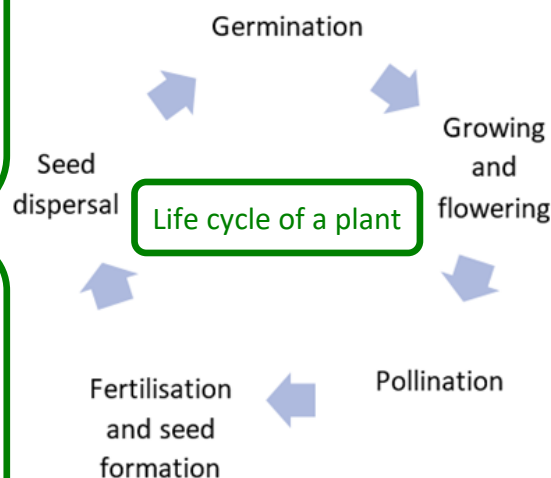 Germination
Growing
and
flowering
Seed
dispersal
Life cycle of a plant
Pollination
Fertilisation
and seed
formation